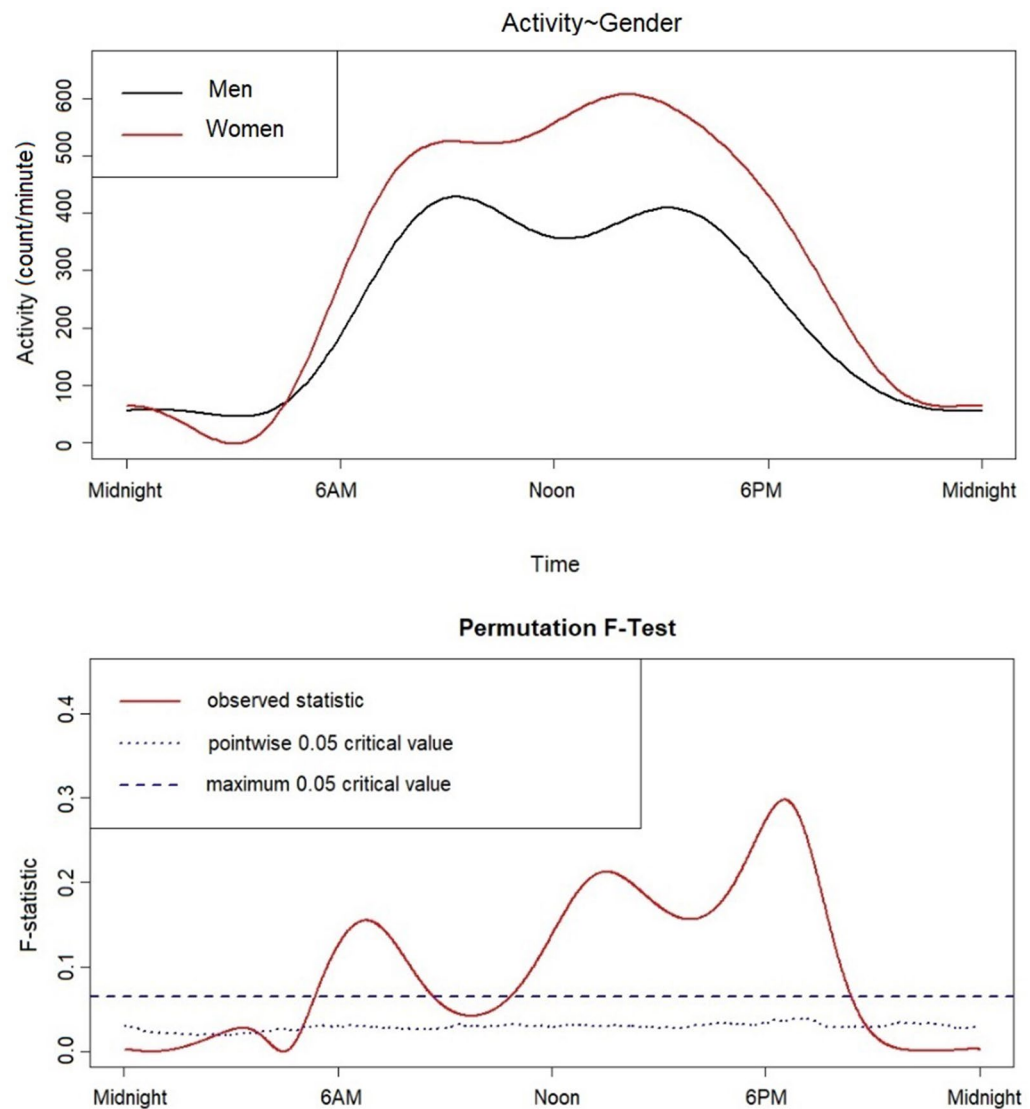 Activity~Gender
Men
Women
Activity (count/minute)
600
500
400
300
200
100
0
Midnight 6AM Noon 6PM Midnight
Time
Permutation F-Test
observed statistic
pointwise 0.05 critical value
maximum 0.05 critical value
F-statistic
0.4
0.3
0.2
0.1
0.0
Midnight 6AM Noon 6PM Midnight